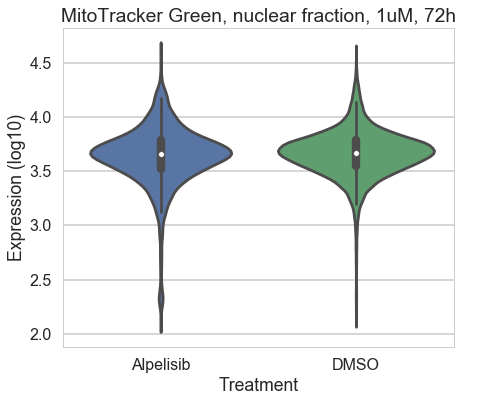 MitoTracker Green, nuclear fraction, 1uM, 72h
Expression (log10)
4.5
4.0
3.5
3.0
2.5
2.0
Alpelisib
DMSO
Treatment